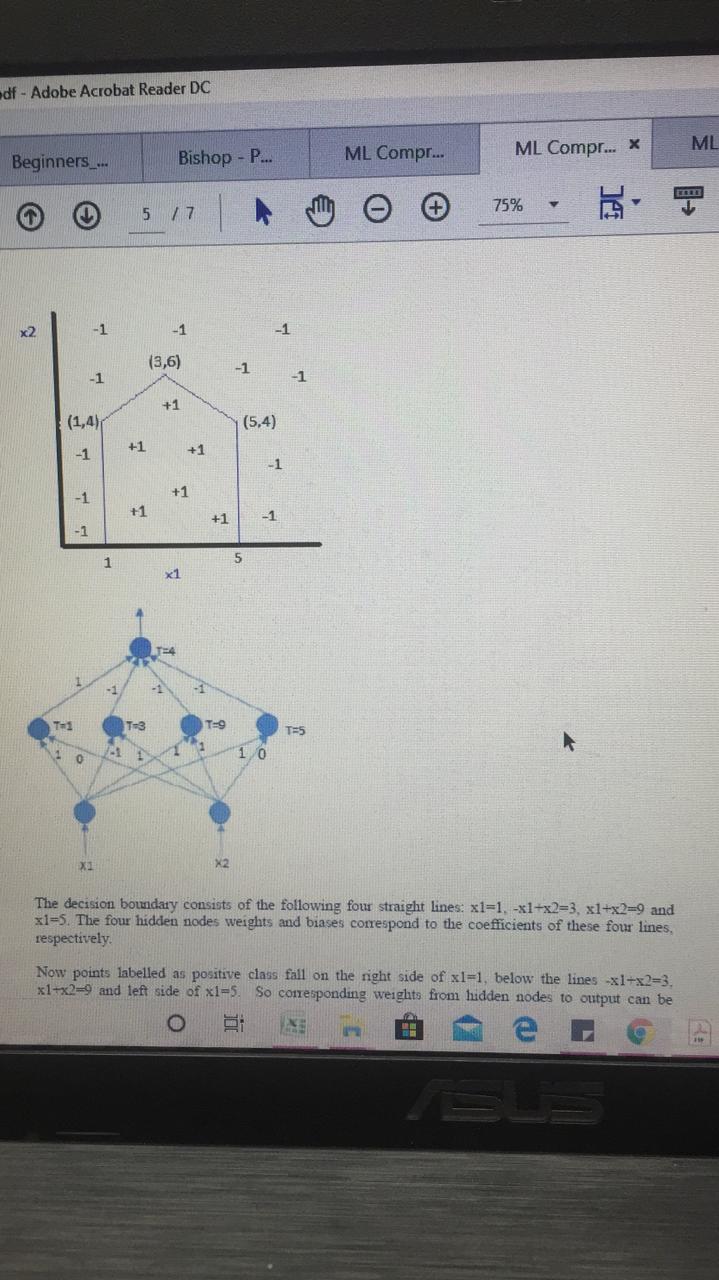 df - Adobe Acrobat Reader DC
Beginners_... Bishop - P... ML Compr... ML Compr... × ML
5 / 7 75%
x2 -1 -1 -1
(3,6)
-1 -1 -1
+1
(1,4) (5,4)
-1 +1 +1 -1
-1 +1
+1 +1 -1
-1
1 5
x1
T=4
1 -1 -1 -1
T=1 T=3 T=9 T=5
1 0 -1 1 1 1 1 0
X1 X2
The decision boundary consists of the following four straight lines: x1=1, -x1+x2=3, x1+x2=9 and
x1=5. The four hidden nodes weights and biases correspond to the coefficients of these four lines,
respectively.
Now points labelled as positive class fall on the right side of x1=1, below the lines -x1+x2=3,
x1+x2=9 and left side of x1=5. So corresponding weights from hidden nodes to output can be
ASUS